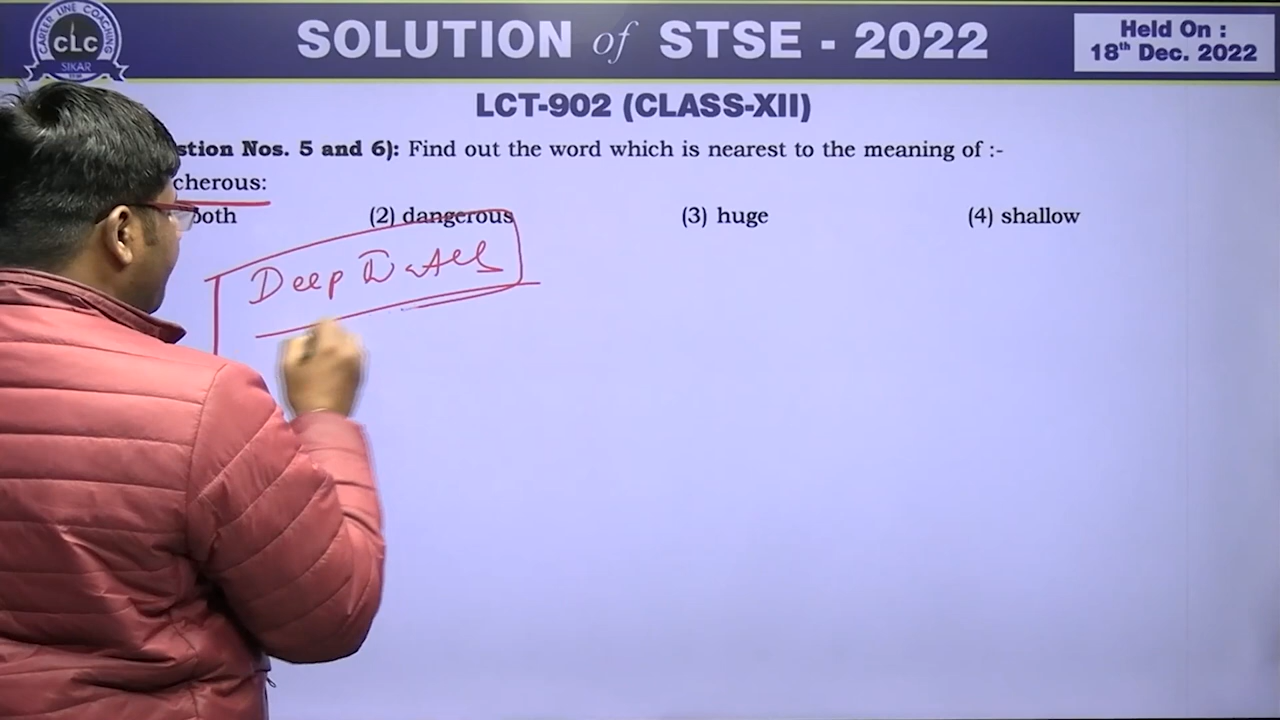 CAREER LINE COACHING
CLC
SIKAR
SOLUTION of STSE - 2022
Held On :
18th Dec. 2022
LCT-902 (CLASS-XII)
stion Nos. 5 and 6): Find out the word which is nearest to the meaning of :-
cherous:
ooth (2) dangerous (3) huge (4) shallow
Deep